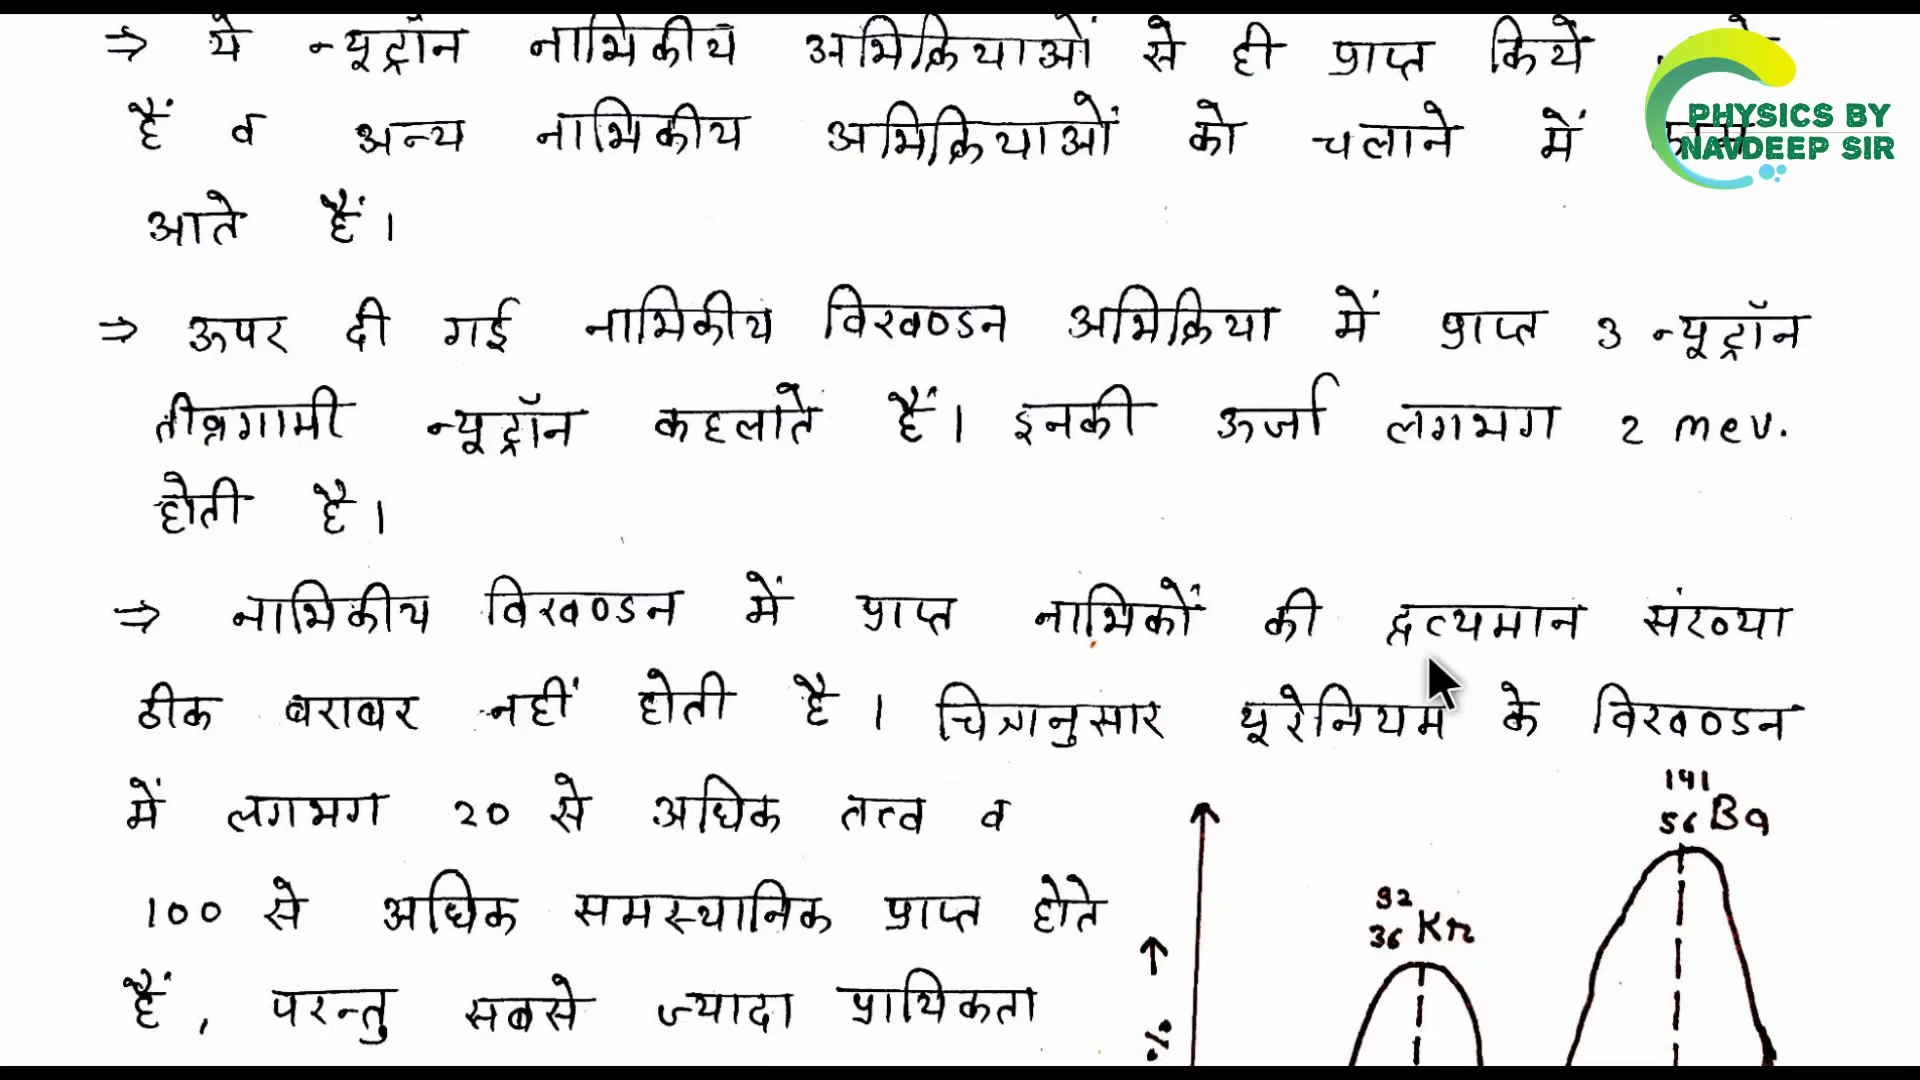 ⇒ ये न्यूट्रॉन नाभिकीय अभिक्रियाओं से ही प्राप्त किये
हैं व अन्य नाभिकीय अभिक्रियाओं को चलाने में
आते हैं।
PHYSICS BY
NAVDEEP SIR
⇒ ऊपर दी गई नाभिकीय विखण्डन अभिक्रिया में प्राप्त 3 न्यूट्रॉन
तीव्रगामी न्यूट्रॉन कहलाते हैं। इनकी ऊर्जा लगभग 2 mev.
होती है।
⇒ नाभिकीय विखण्डन में प्राप्त नाभिकों की द्रव्यमान संख्या
ठीक बराबर नहीं होती है। चित्रानुसार यूरेनियम के विखण्डन
में लगभग 20 से अधिक तत्व व
100 से अधिक समस्थानिक प्राप्त होते
हैं, परन्तु सबसे ज्यादा प्रायिकता
141
56 Ba
92
36 Kr
↑
%